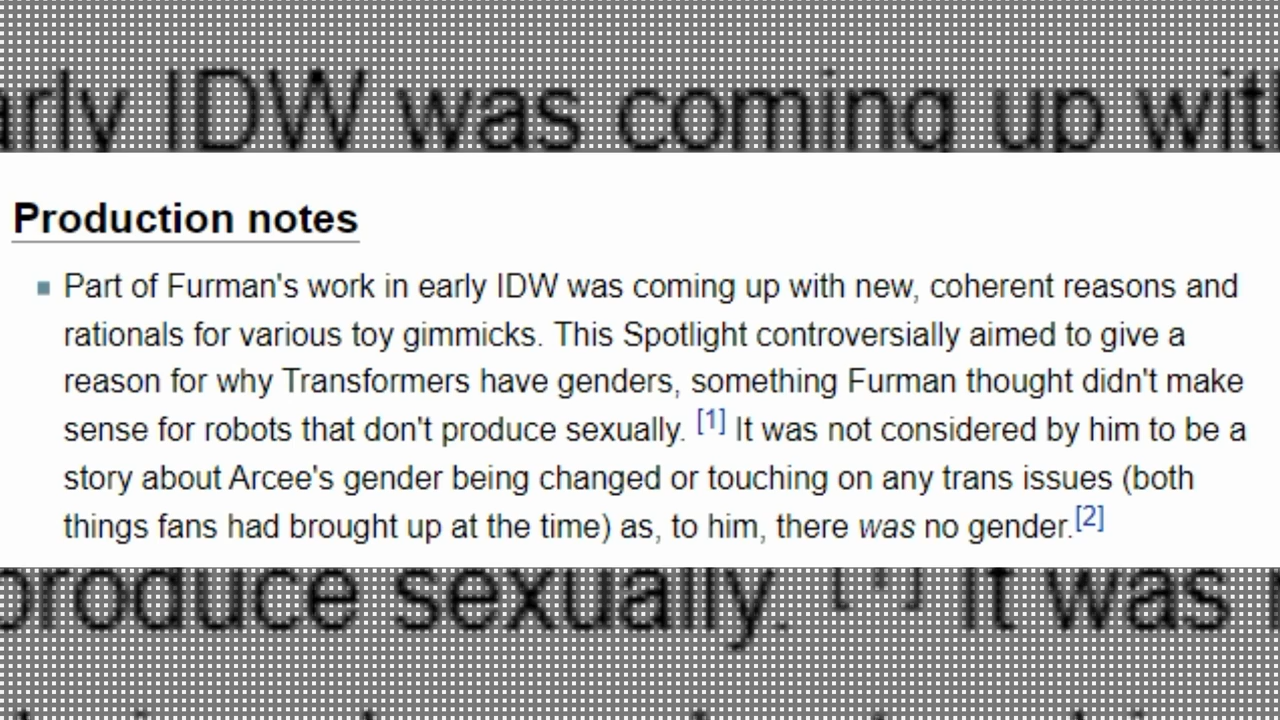 arly IDW was coming up with
Production notes
Part of Furman's work in early IDW was coming up with new, coherent reasons and
rationals for various toy gimmicks. This Spotlight controversially aimed to give a
reason for why Transformers have genders, something Furman thought didn't make
sense for robots that don't produce sexually. [1] It was not considered by him to be a
story about Arcee's gender being changed or touching on any trans issues (both
things fans had brought up at the time) as, to him, there was no gender.[2]
produce sexually. [1] It was